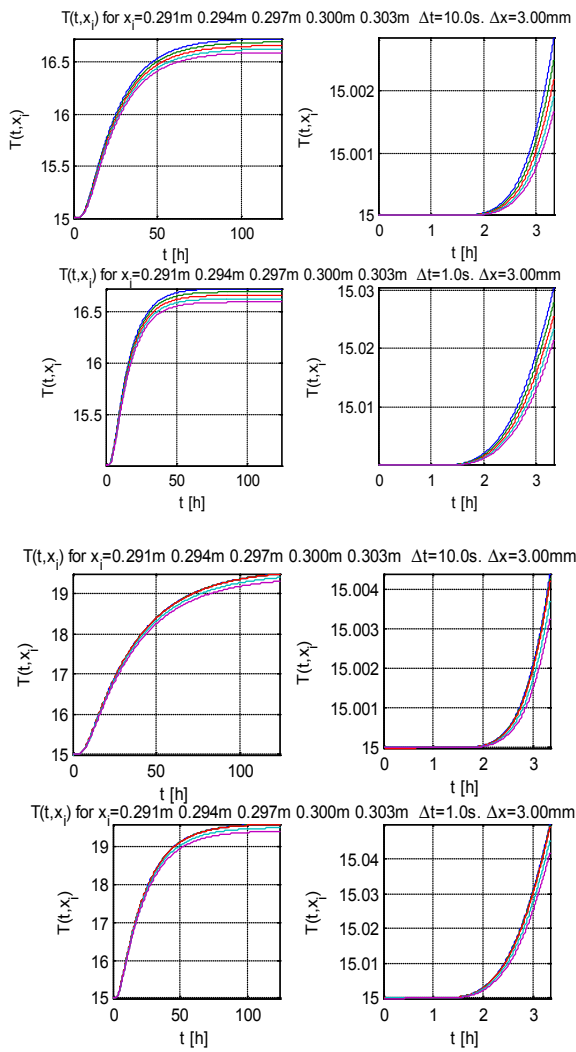 T(t,xi) for xi=0.291m 0.294m 0.297m 0.300m 0.303m Δt=10.0s. Δx=3.00mm
16.5
16
15.5
15
T(t,xi)
0 50 100
t [h]
15.002
15.001
15
T(t,xi)
0 1 2 3
t [h]
T(t,xi) for xi=0.291m 0.294m 0.297m 0.300m 0.303m Δt=1.0s. Δx=3.00mm
16.5
16
15.5
T(t,xi)
0 50 100
t [h]
15.03
15.02
15.01
T(t,xi)
0 1 2 3
t [h]
T(t,xi) for xi=0.291m 0.294m 0.297m 0.300m 0.303m Δt=10.0s. Δx=3.00mm
19
18
17
16
15
T(t,xi)
0 50 100
t [h]
15.004
15.003
15.002
15.001
15
T(t,xi)
0 1 2 3
t [h]
T(t,xi) for xi=0.291m 0.294m 0.297m 0.300m 0.303m Δt=1.0s. Δx=3.00mm
19
18
17
16
15
T(t,xi)
0 50 100
t [h]
15.04
15.03
15.02
15.01
15
T(t,xi)
0 1 2 3
t [h]